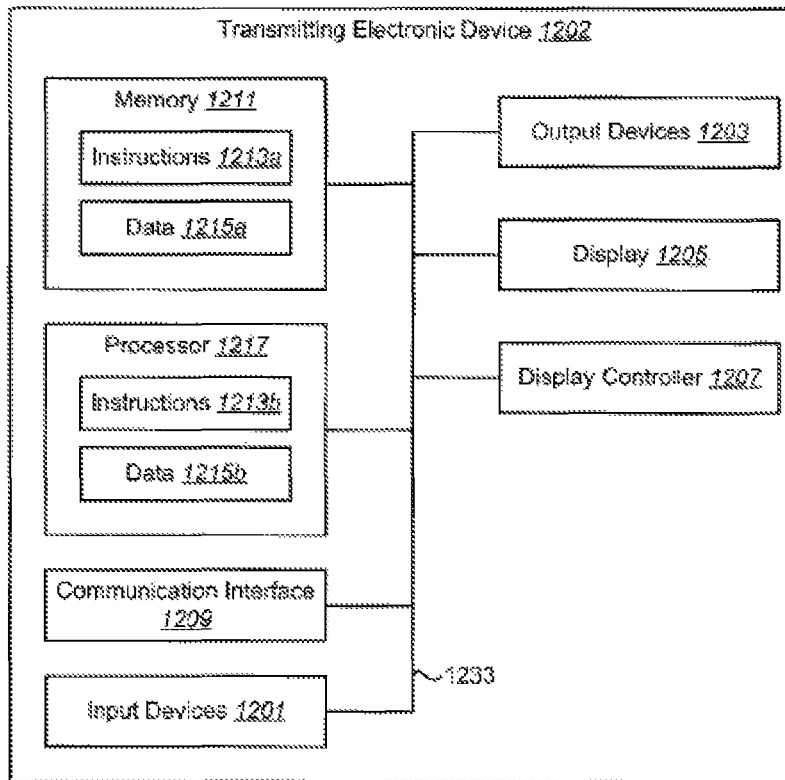 Transmitting Electronic Device 1202
Memory 1211
Instructions 1213a
Data 1215a
Processor 1217
Instructions 1213b
Data 1215b
Communication Interface
1209
Input Devices 1201
Output Devices 1203
Display 1205
Display Controller 1207
1233